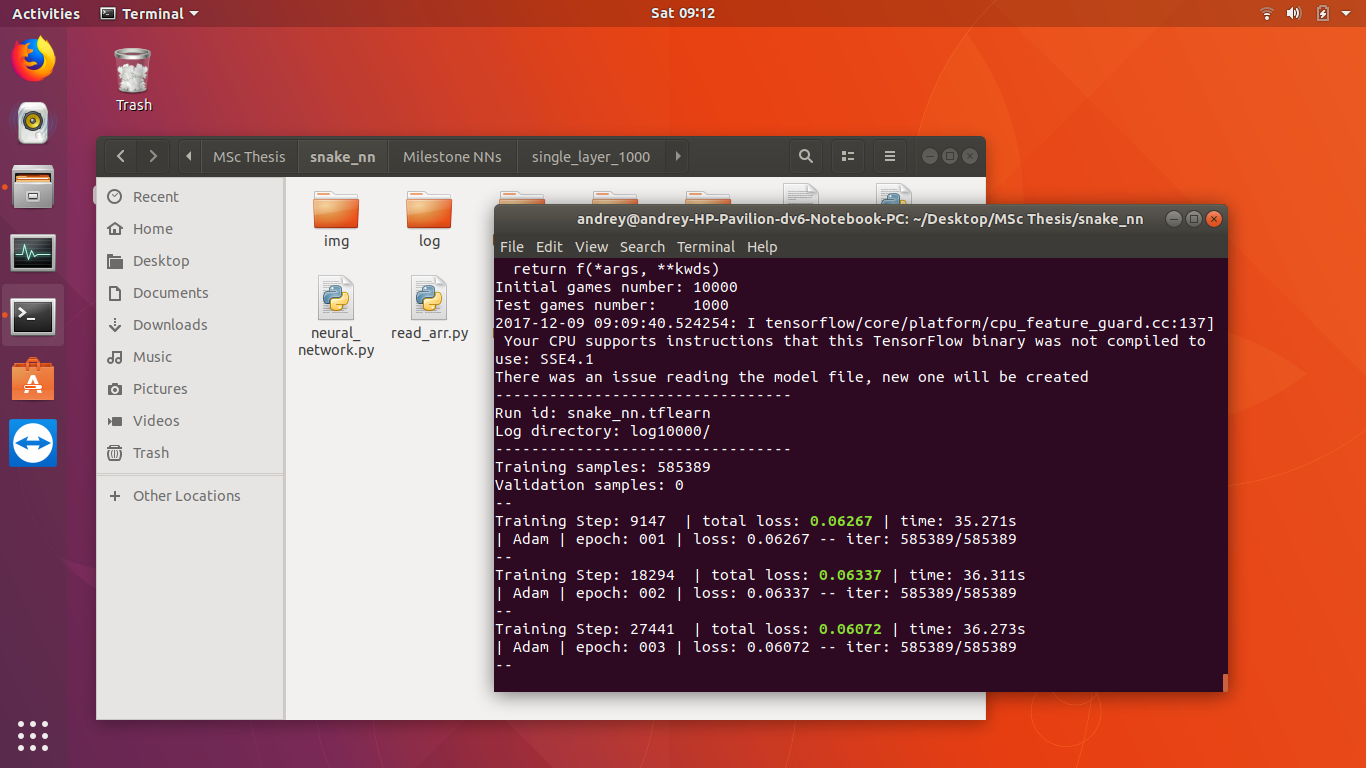 Activities Terminal Sat 09:12
Trash
MSc Thesis snake_nn Milestone NNs single_layer_1000
Recent
Home
Desktop
Documents
Downloads
Music
Pictures
Videos
Trash
Other Locations
img log
neural_
network.py
read_arr.py
andrey@andrey-HP-Pavilion-dv6-Notebook-PC: ~/Desktop/MSc Thesis/snake_nn
File Edit View Search Terminal Help
return f(*args, **kwds)
Initial games number: 10000
Test games number:    1000
2017-12-09 09:09:40.524254: I tensorflow/core/platform/cpu_feature_guard.cc:137]
Your CPU supports instructions that this TensorFlow binary was not compiled to
use: SSE4.1
There was an issue reading the model file, new one will be created
---------------------------------
Run id: snake_nn.tflearn
Log directory: log10000/
---------------------------------
Training samples: 585389
Validation samples: 0
--
Training Step: 9147  | total loss: 0.06267 | time: 35.271s
| Adam | epoch: 001 | loss: 0.06267 -- iter: 585389/585389
--
Training Step: 18294  | total loss: 0.06337 | time: 36.311s
| Adam | epoch: 002 | loss: 0.06337 -- iter: 585389/585389
--
Training Step: 27441  | total loss: 0.06072 | time: 36.273s
| Adam | epoch: 003 | loss: 0.06072 -- iter: 585389/585389
--